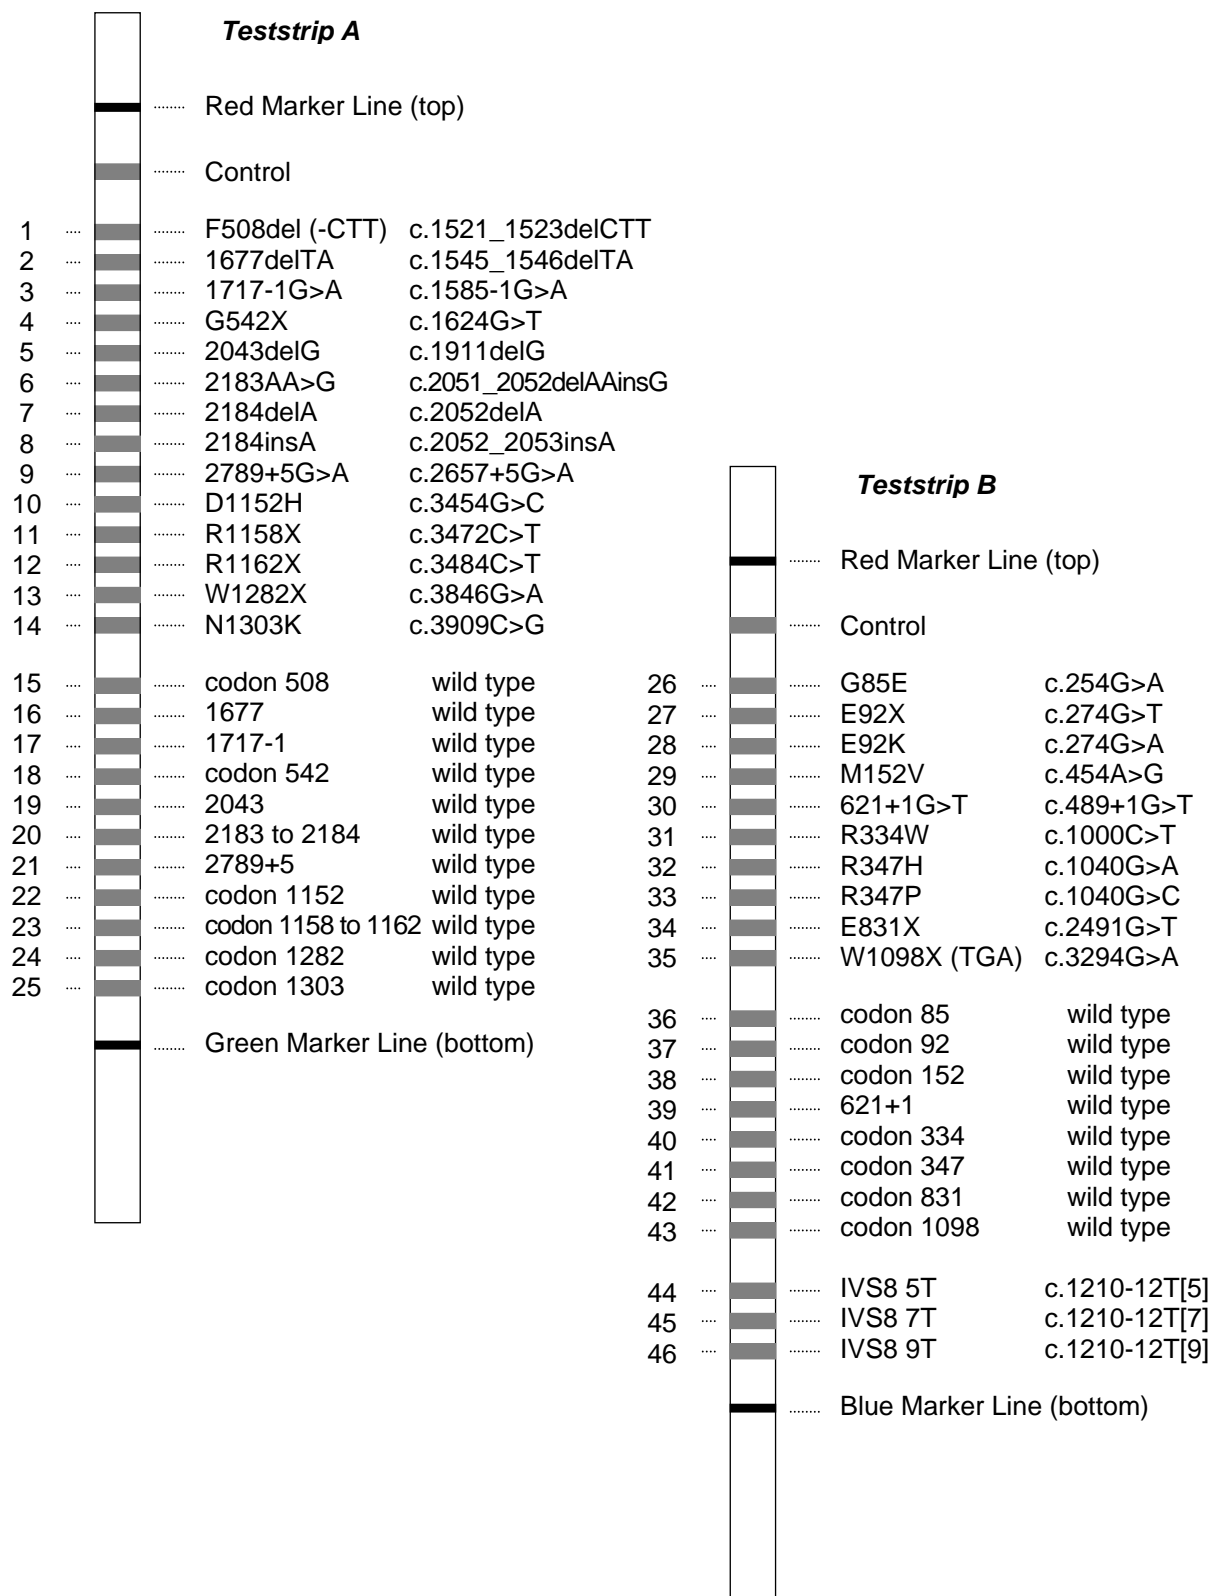 Teststrip A
Red Marker Line (top)
Control
1 F508del (-CTT) c.1521_1523delCTT
2 1677delTA c.1545_1546delTA
3 1717-1G>A c.1585-1G>A
4 G542X c.1624G>T
5 2043delG c.1911delG
6 2183AA>G c.2051_2052delAAinsG
7 2184delA c.2052delA
8 2184insA c.2052_2053insA
9 2789+5G>A c.2657+5G>A
10 D1152H c.3454G>C
11 R1158X c.3472C>T
12 R1162X c.3484C>T
13 W1282X c.3846G>A
14 N1303K c.3909C>G
15 codon 508 wild type
16 1677 wild type
17 1717-1 wild type
18 codon 542 wild type
19 2043 wild type
20 2183 to 2184 wild type
21 2789+5 wild type
22 codon 1152 wild type
23 codon 1158 to 1162 wild type
24 codon 1282 wild type
25 codon 1303 wild type
Green Marker Line (bottom)
Teststrip B
Red Marker Line (top)
Control
26 G85E c.254G>A
27 E92X c.274G>T
28 E92K c.274G>A
29 M152V c.454A>G
30 621+1G>T c.489+1G>T
31 R334W c.1000C>T
32 R347H c.1040G>A
33 R347P c.1040G>C
34 E831X c.2491G>T
35 W1098X (TGA) c.3294G>A
36 codon 85 wild type
37 codon 92 wild type
38 codon 152 wild type
39 621+1 wild type
40 codon 334 wild type
41 codon 347 wild type
42 codon 831 wild type
43 codon 1098 wild type
44 IVS8 5T c.1210-12T[5]
45 IVS8 7T c.1210-12T[7]
46 IVS8 9T c.1210-12T[9]
Blue Marker Line (bottom)